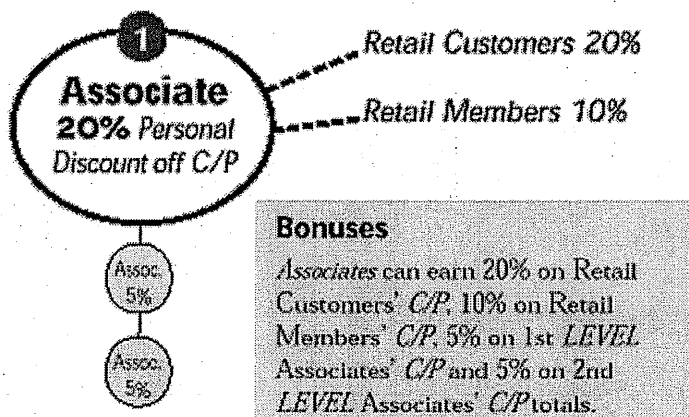 1
Associate
20% Personal
Discount off C/P
Retail Customers 20%
Retail Members 10%
Assoc.
5%
Assoc.
5%
Bonuses
Associates can earn 20% on Retail
Customers' C/P, 10% on Retail
Members' C/P, 5% on 1st LEVEL
Associates' C/P and 5% on 2nd
LEVEL Associates' C/P totals.